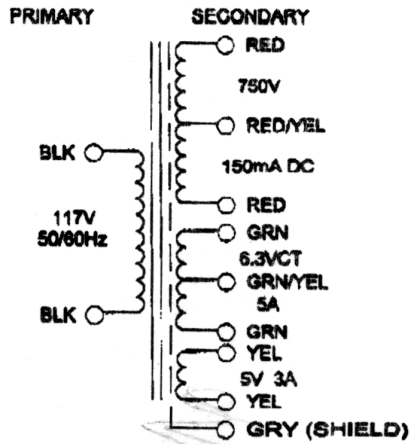 PRIMARY
SECONDARY
RED
750V
RED/YEL
BLK
150mA DC
RED
117V
50/60Hz
GRN
6.3VCT
GRN/YEL
5A
BLK
GRN
YEL
5V 3A
YEL
GRY (SHIELD)